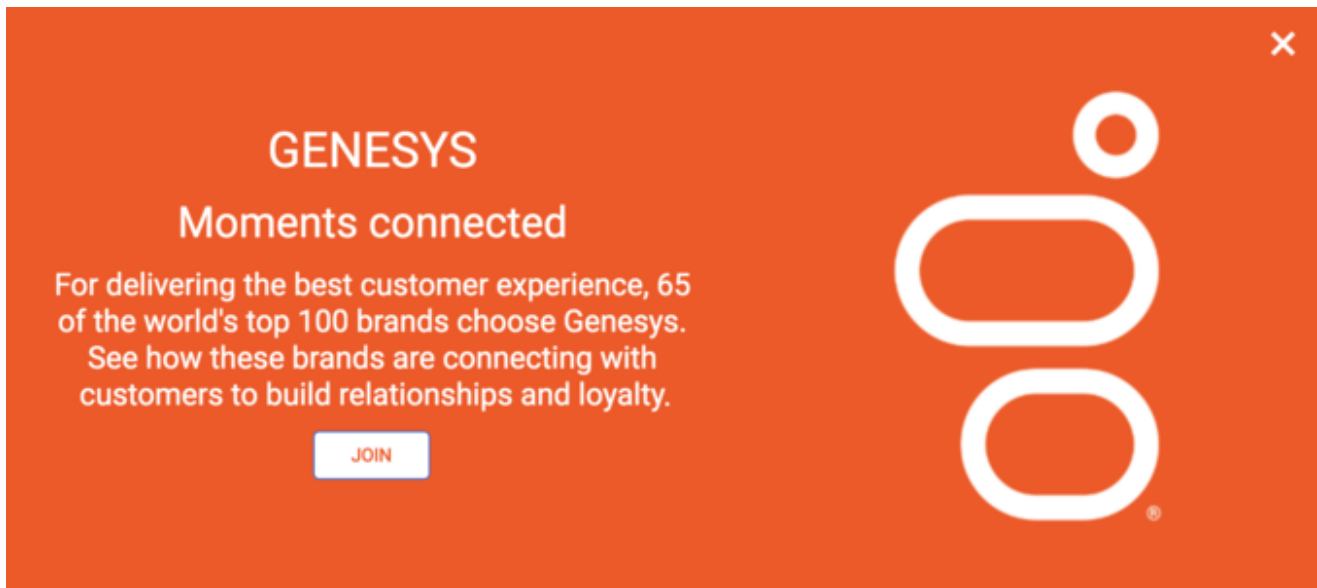 GENESYS
Moments connected
For delivering the best customer experience, 65
of the world's top 100 brands choose Genesys.
See how these brands are connecting with
customers to build relationships and loyalty.
JOIN
®